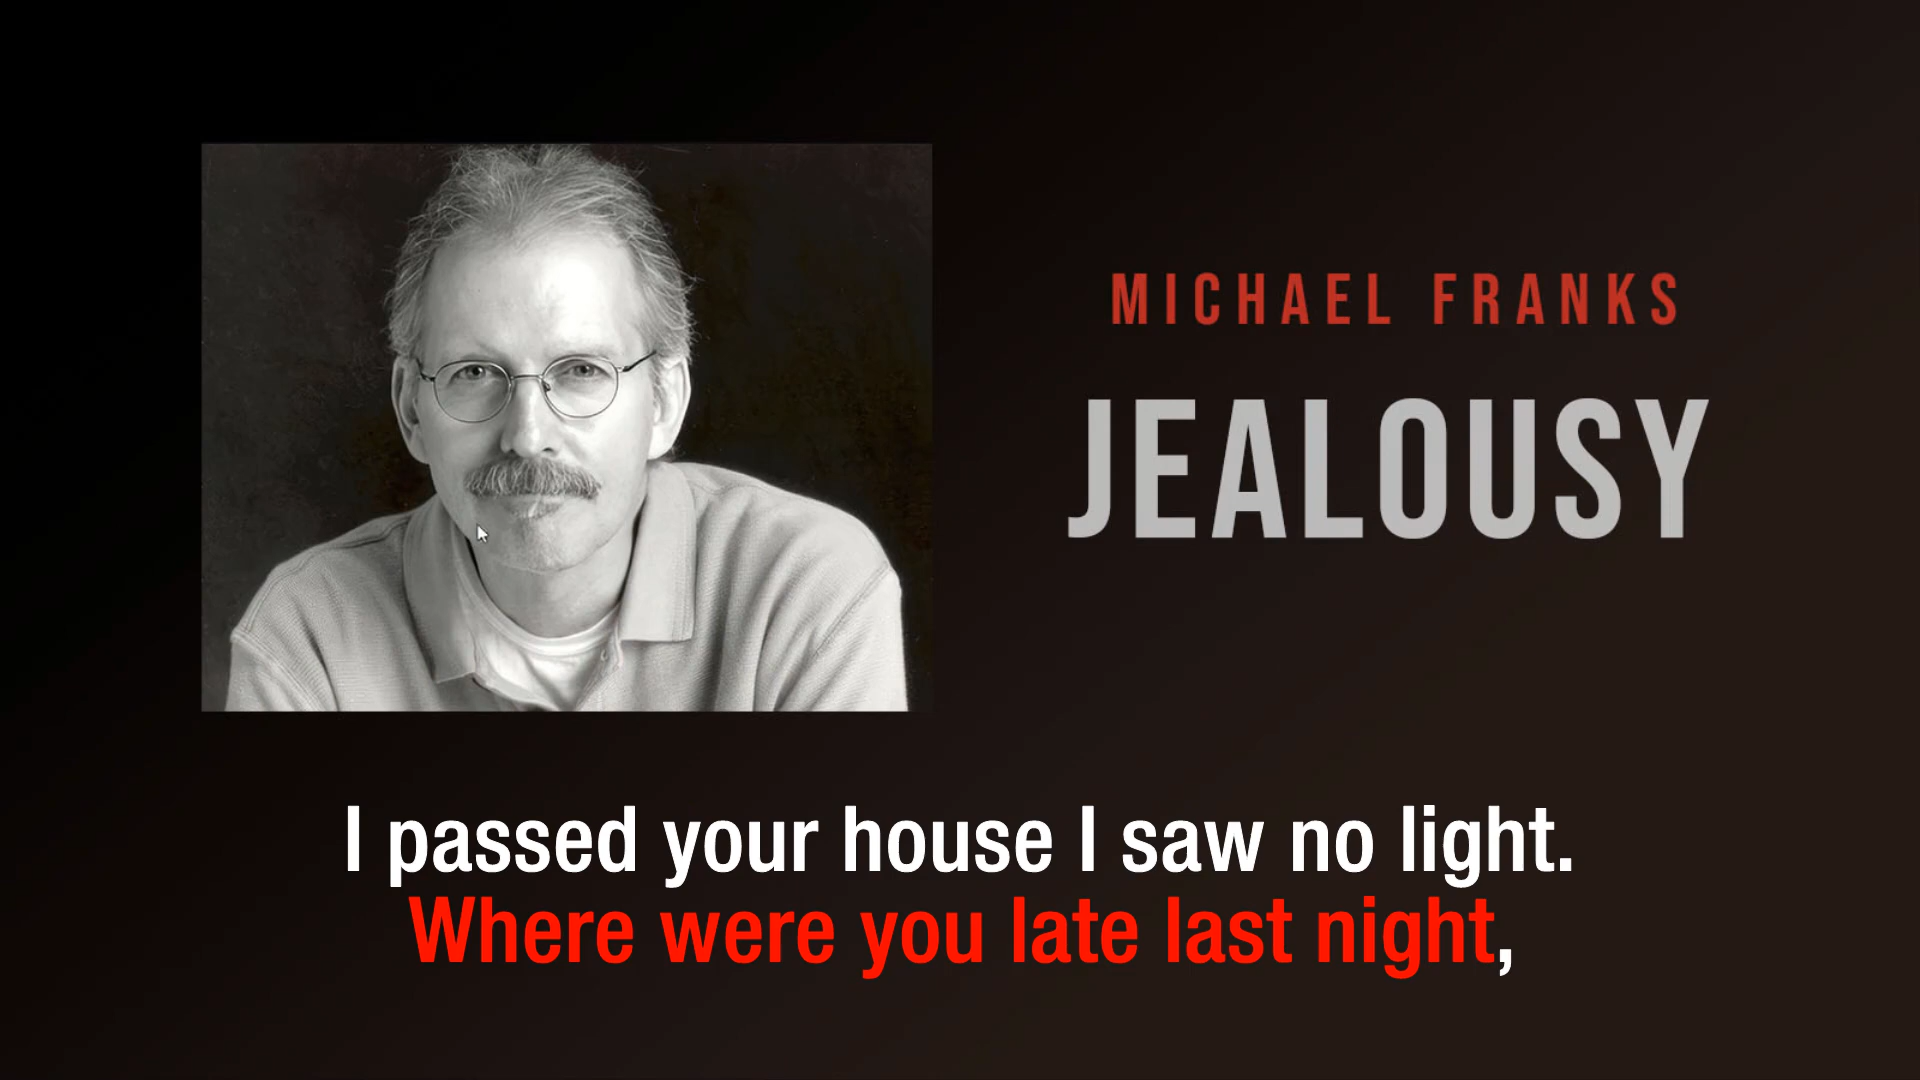 MICHAEL FRANKS
JEALOUSY
I passed your house I saw no light.
Where were you late last night,